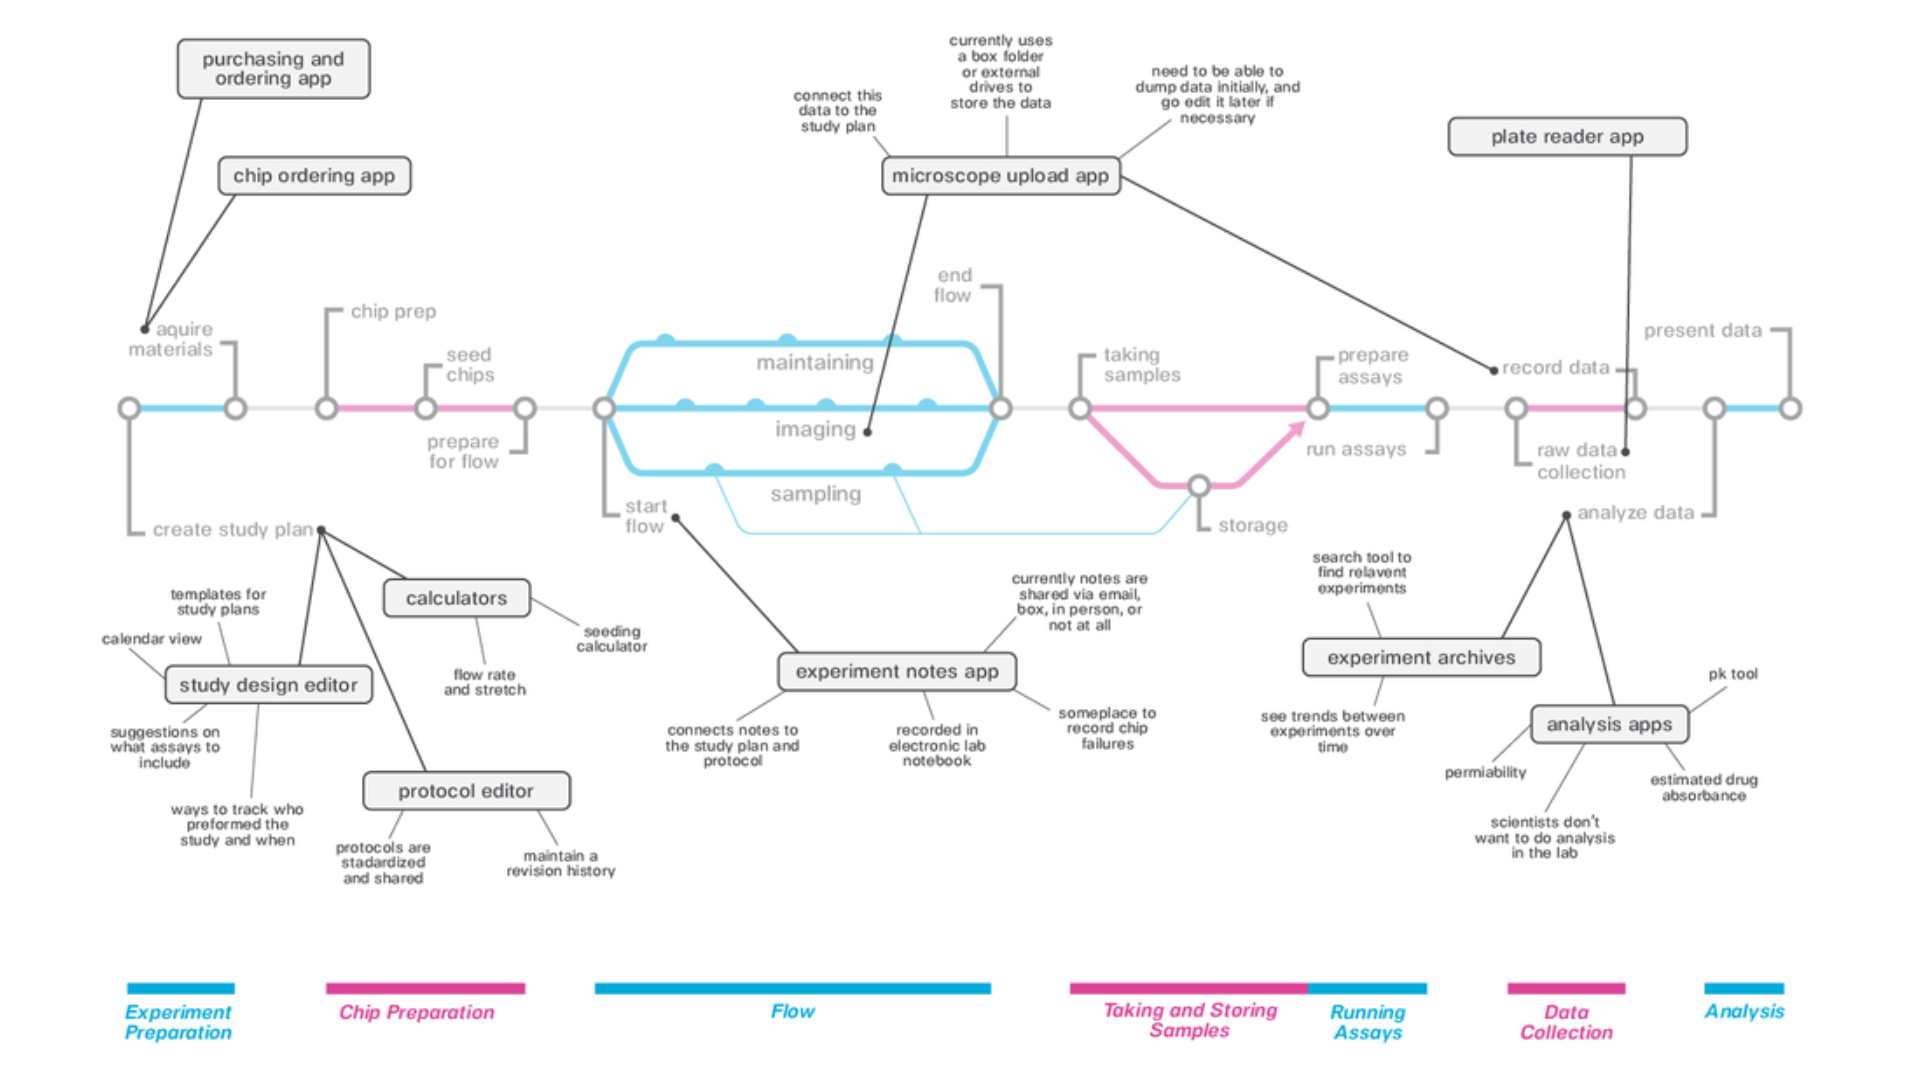 purchasing and
ordering app
chip ordering app
currently uses
a box folder
or external
drives to
store the data
connect this
data to the
study plan
need to be able to
dump data initially, and
go edit it later if
necessary
microscope upload app
plate reader app
aquire
materials
chip prep
seed
chips
prepare
for flow
end
flow
maintaining
imaging
sampling
start
flow
taking
samples
storage
prepare
assays
run assays
record data
raw data
collection
present data
analyze data
create study plan
calculators
seeding
calculator
flow rate
and stretch
templates for
study plans
calendar view
study design editor
suggestions on
what assays to
include
ways to track who
preformed the
study and when
protocol editor
protocols are
stadardized
and shared
maintain a
revision history
currently notes are
shared via email,
box, in person, or
not at all
experiment notes app
connects notes to
the study plan and
protocol
recorded in
electronic lab
notebook
someplace to
record chip
failures
search tool to
find relavent
experiments
experiment archives
see trends between
experiments over
time
pk tool
analysis apps
permiability
estimated drug
absorbance
scientists don't
want to do analysis
in the lab
Experiment
Preparation
Chip Preparation
Flow
Taking and Storing
Samples
Running
Assays
Data
Collection
Analysis